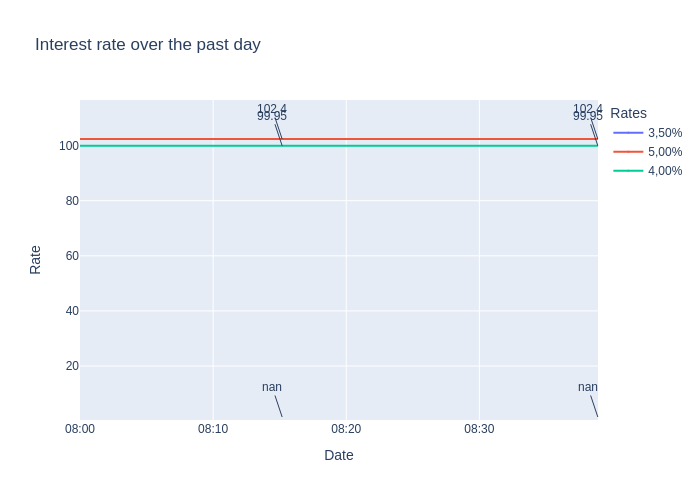 Interest rate over the past day
102.4
99.95
102.4
99.95
Rates
3,50%
5,00%
4,00%
100
80
60
40
20
Rate
nan
nan
08:00
08:10
08:20
08:30
Date